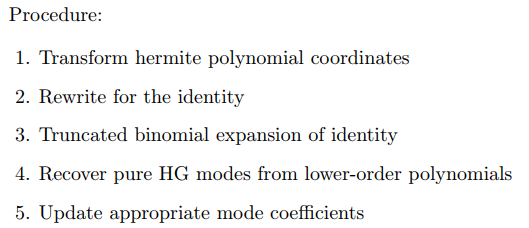 Procedure:
1. Transform hermite polynomial coordinates
2. Rewrite for the identity
3. Truncated binomial expansion of identity
4. Recover pure HG modes from lower-order polynomials
5. Update appropriate mode coefficients